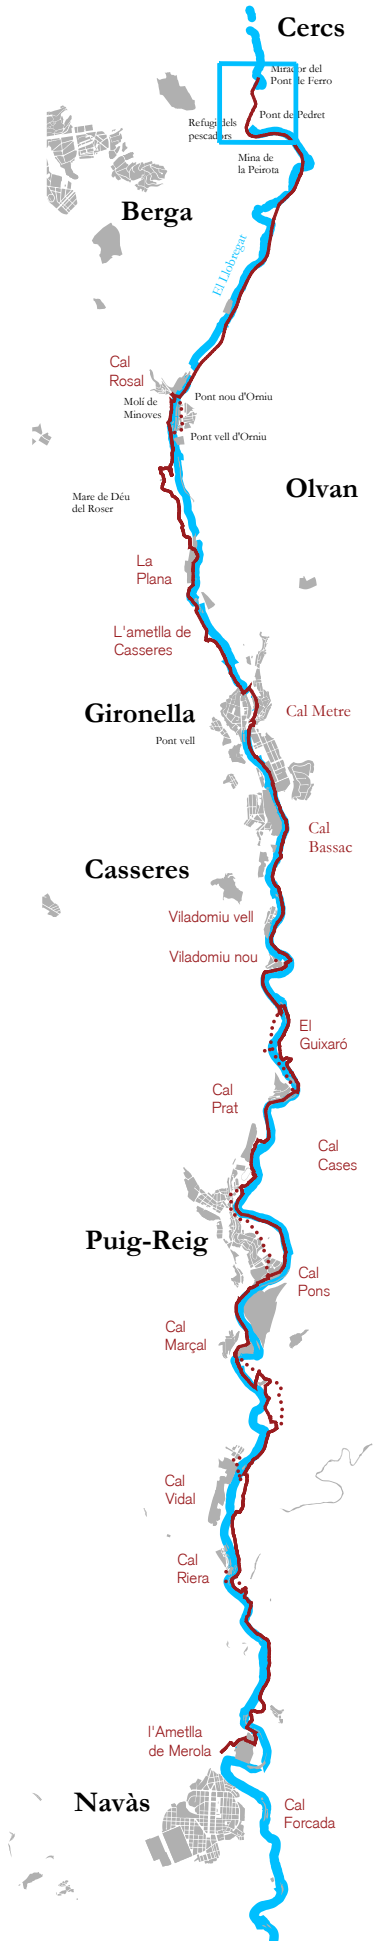 Cercs
Mirador del
Pont de Ferro
Pont de Pedret
Refugi dels
pescadors
Mina de
la Peirota
Berga
El Llobregat
Cal
Rosal
Pont nou d'Orniu
Molí de
Minoves
Pont vell d'Orniu
Olvan
Mare de Déu
del Roser
La
Plana
L'ametlla de
Casseres
Gironella
Cal Metre
Pont vell
Cal
Bassac
Casseres
Viladomiu vell
Viladomiu nou
El
Guixaró
Cal
Prat
Cal
Cases
Puig-Reig
Cal
Pons
Cal
Marçal
Cal
Vidal
Cal
Riera
l'Ametlla
de Merola
Navàs
Cal
Forcada